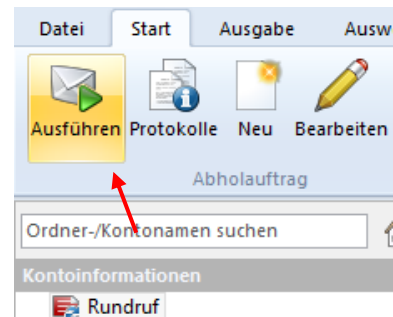 Datei Start Ausgabe Ausw
Ausführen Protokolle Neu Bearbeiten
Abholauftrag
Ordner-/Kontonamen suchen
Kontoinformationen
Rundruf